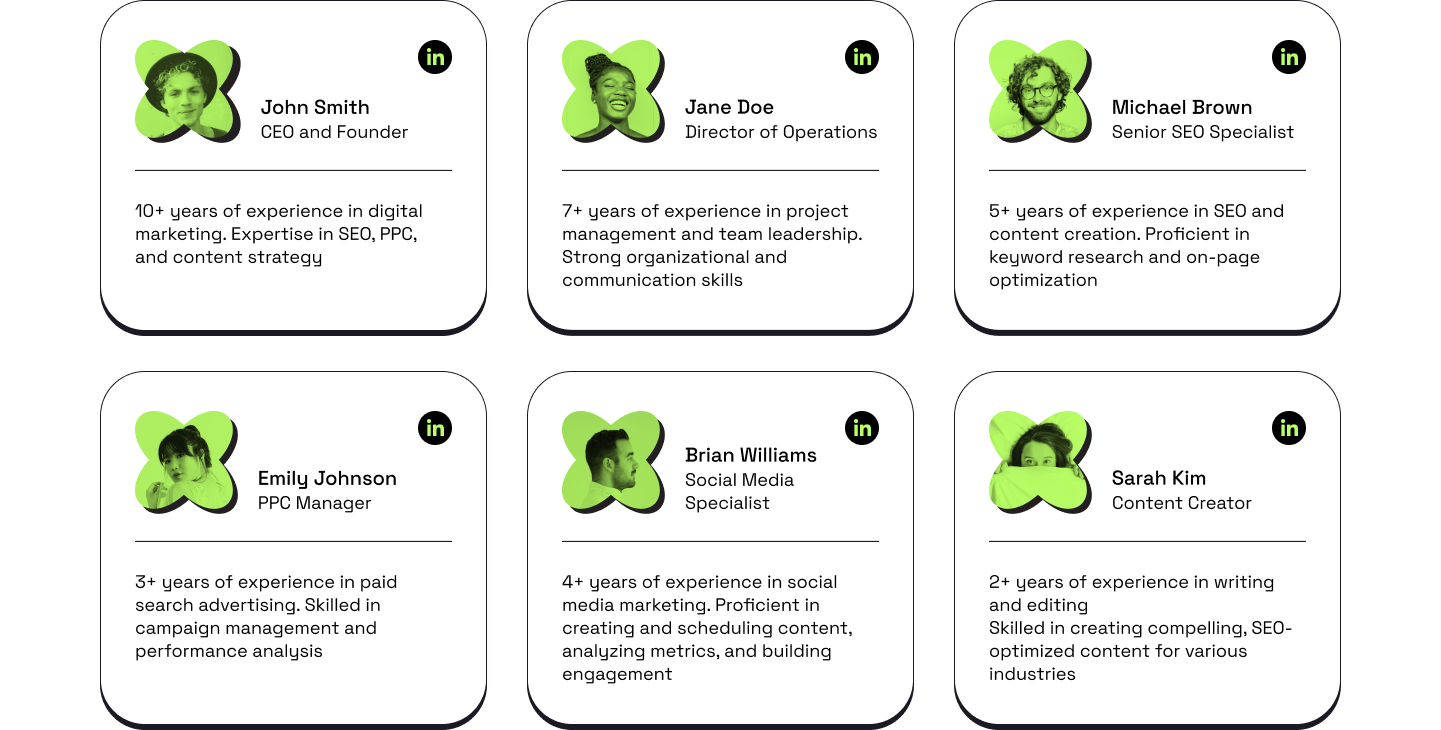 in
John Smith
CEO and Founder
10+ years of experience in digital
marketing. Expertise in SEO, PPC,
and content strategy
in
Jane Doe
Director of Operations
7+ years of experience in project
management and team leadership.
Strong organizational and
communication skills
in
Michael Brown
Senior SEO Specialist
5+ years of experience in SEO and
content creation. Proficient in
keyword research and on-page
optimization
in
Emily Johnson
PPC Manager
3+ years of experience in paid
search advertising. Skilled in
campaign management and
performance analysis
in
Brian Williams
Social Media
Specialist
4+ years of experience in social
media marketing. Proficient in
creating and scheduling content,
analyzing metrics, and building
engagement
in
Sarah Kim
Content Creator
2+ years of experience in writing
and editing
Skilled in creating compelling, SEO-
optimized content for various
industries